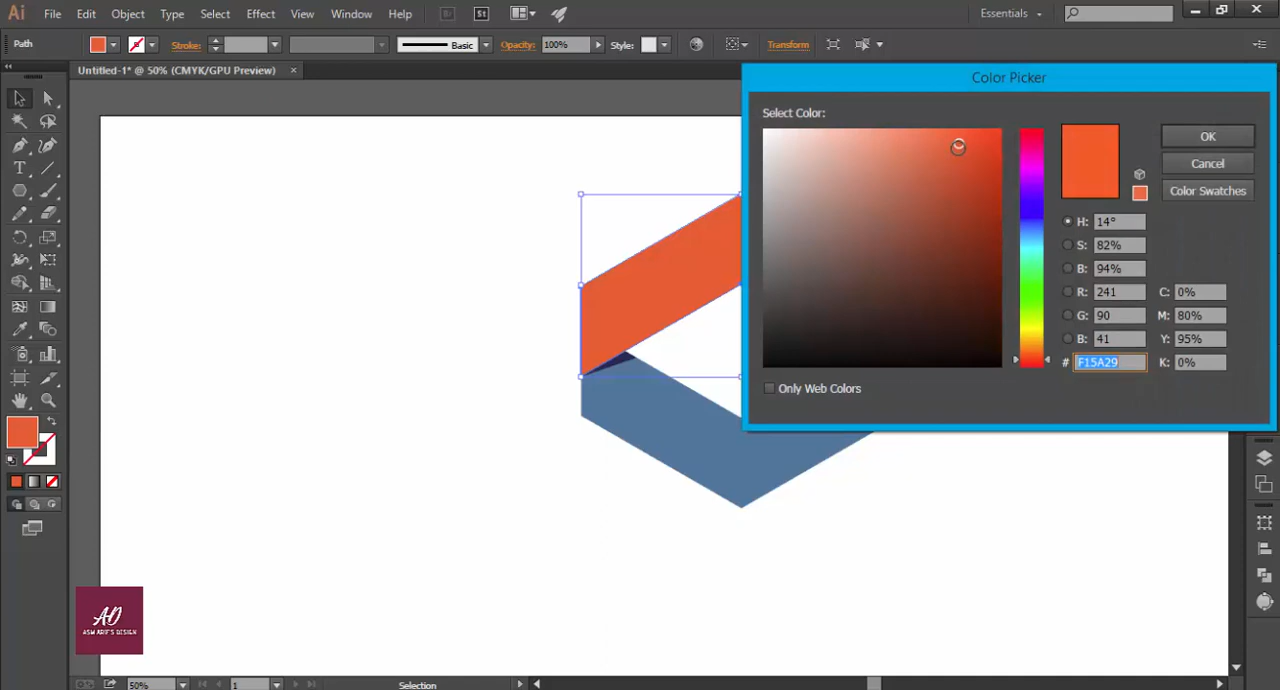 Ai File Edit Object Type Select Effect View Window Help Br St Essentials
Path Stroke: Basic Opacity: 100% Style: Transform
Untitled-1* @ 50% (CMYK/GPU Preview) ×
Color Picker
Select Color:
OK
Cancel
Color Swatches
H: 14°
S: 82%
B: 94%
R: 241 C: 0%
G: 90 M: 80%
B: 41 Y: 95%
# F15A29 K: 0%
Only Web Colors
T
AD
ASM ARIF'S DESIGN
50% 1 Selection